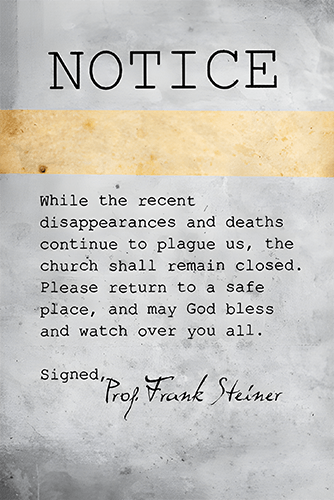 NOTICE
While the recent
disappearances and deaths
continue to plague us, the
church shall remain closed.
Please return to a safe
place, and may God bless
and watch over you all.
Signed, Prof. Frank Steiner